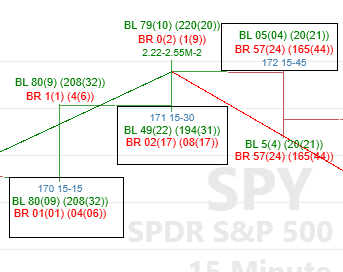 BL 79(10) (220(20))
BR 0(2) (1(9))
2.22-2.55M-2
BL 05(04) (20(21))
BR 57(24) (165(44))
172 15-45
BL 80(9) (208(32))
BR 1(1) (4(6))
171 15-30
BL 49(22) (194(31))
BR 02(17) (08(17))
BL 5(4) (20(21))
BR 57(24) (165(44))
170 15-15
BL 80(09) (208(32))
BR 01(01) (04(06))
SPY
SPDR S&P 500
15 Minute